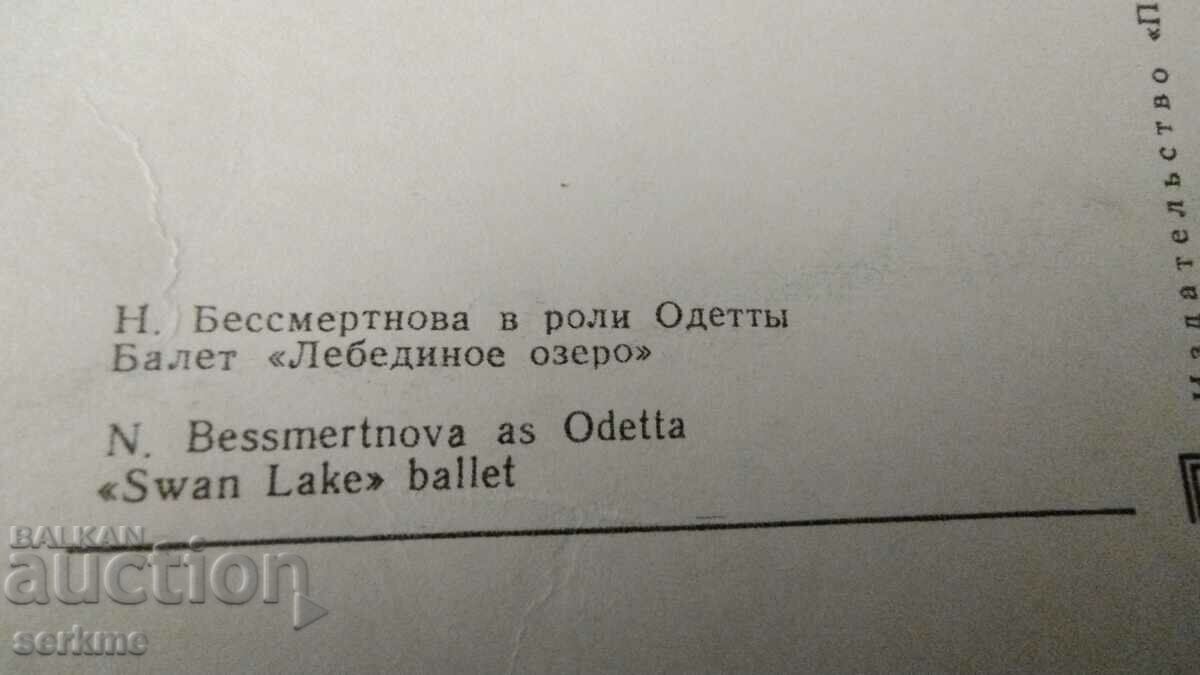 Н. Бессмертнова в роли Одетты
Балет «Лебединое озеро»
N. Bessmertnova as Odetta
«Swan Lake» ballet
Издательство «П
BALKAN
auction
serkme